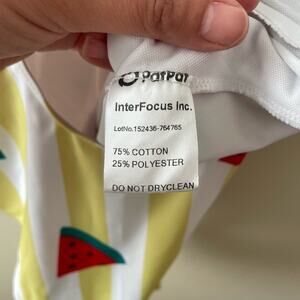 PatPat
InterFocus Inc.
LotNo.152436-764765
75% COTTON
25% POLYESTER
DO NOT DRYCLEAN